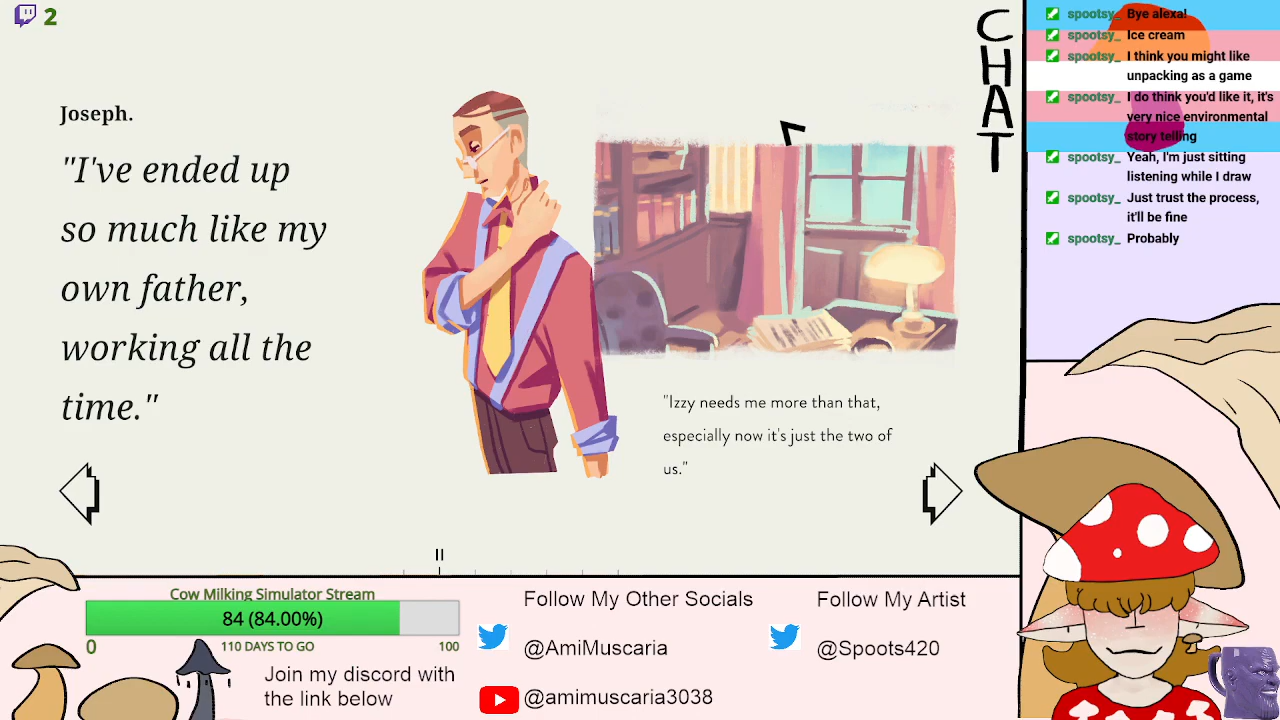 2
Joseph.
"I've ended up
so much like my
own father,
working all the
time."
"Izzy needs me more than that,
especially now it's just the two of
us."
CHAT
spootsy_ Bye alexa!
spootsy_ Ice cream
spootsy_ I think you might like
unpacking as a game
spootsy_ I do think you'd like it, it's
very nice environmental
story telling
spootsy_ Yeah, I'm just sitting
listening while I draw
spootsy_ Just trust the process,
it'll be fine
spootsy_ Probably
II
Cow Milking Simulator Stream
84 (84.00%)
0 110 DAYS TO GO 100
Join my discord with
the link below
Follow My Other Socials
@AmiMuscaria
@amimuscaria3038
Follow My Artist
@Spoots420